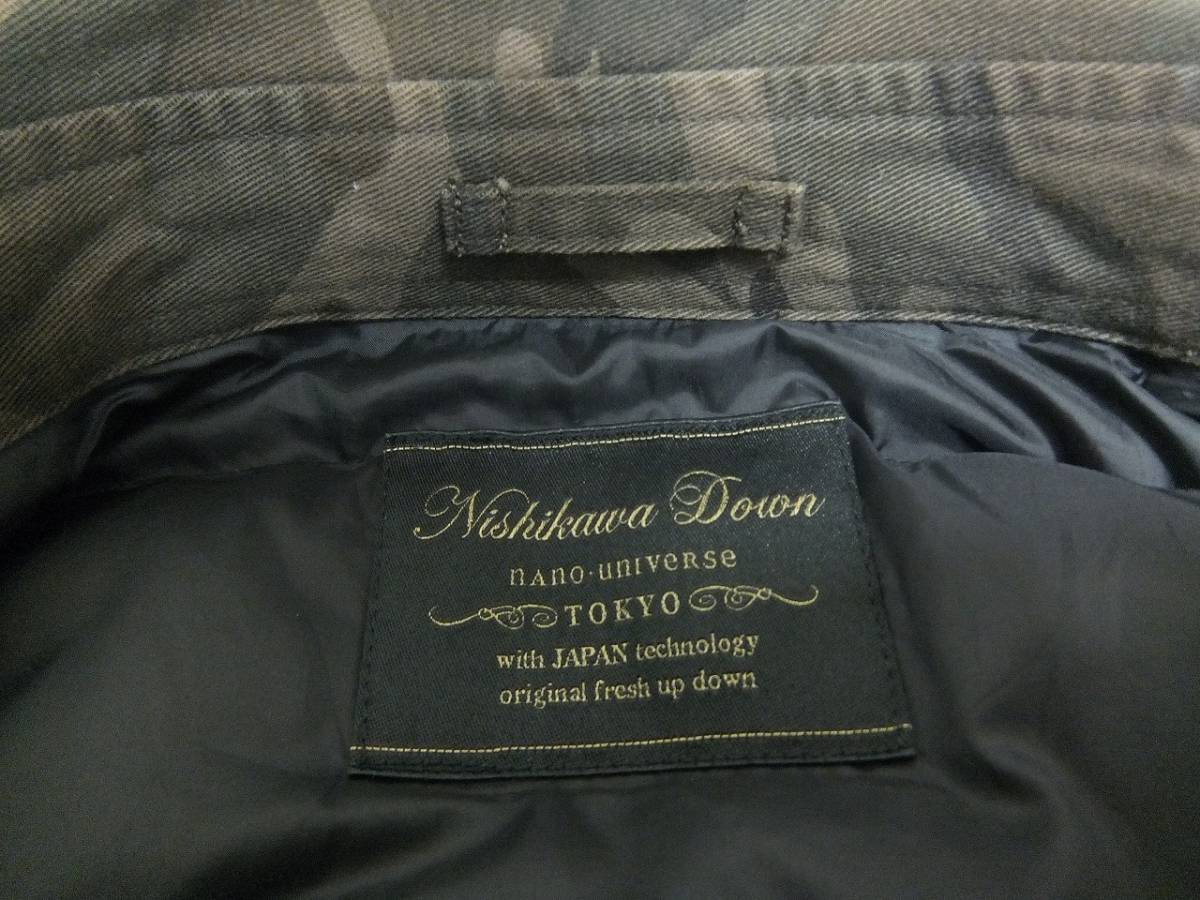 Nishikawa Down
nAno·unIVeRSe
TOKYO
with JAPAN technology
original fresh up down